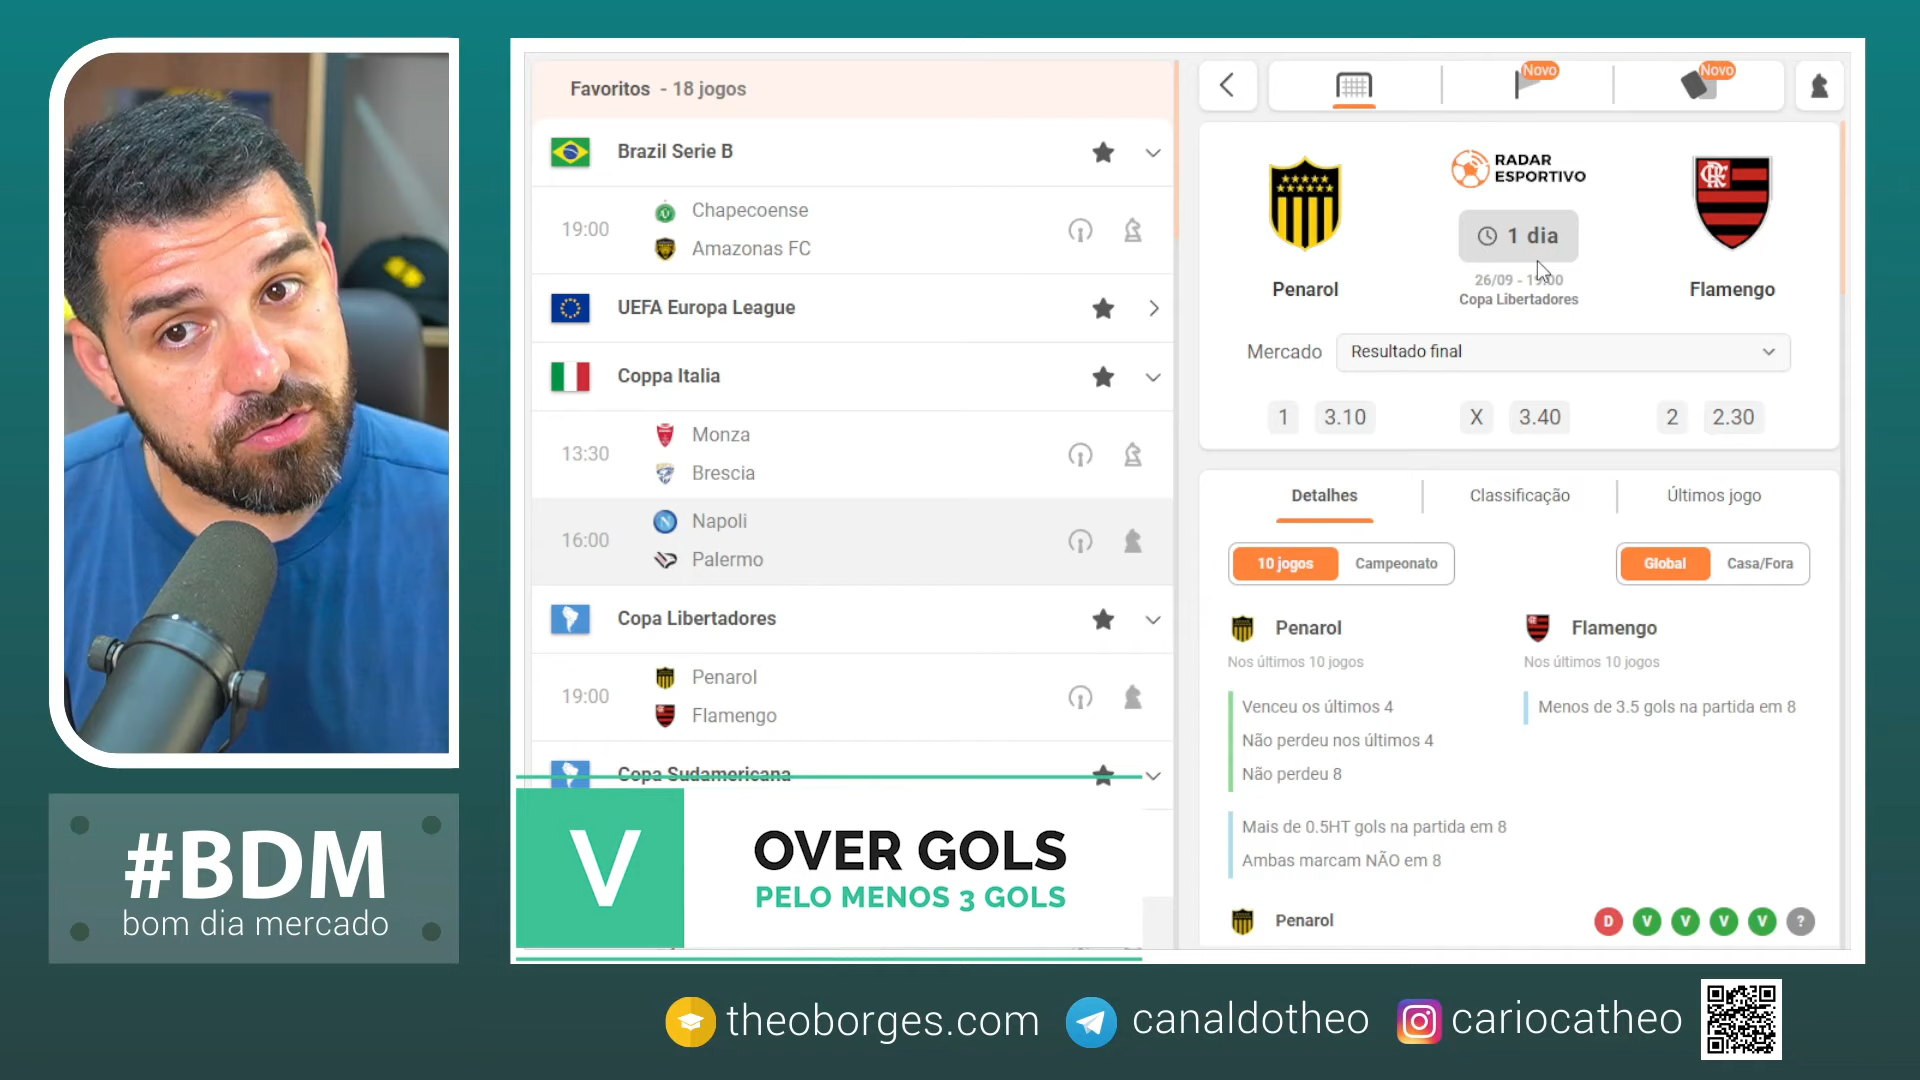 Favoritos - 18 jogos
Brazil Serie B
19:00
Chapecoense
Amazonas FC
UEFA Europa League
Coppa Italia
13:30
Monza
Brescia
16:00
Napoli
Palermo
Copa Libertadores
19:00
Penarol
Flamengo
Copa Sudamericana
V
OVER GOLS
PELO MENOS 3 GOLS
Novo
Novo
RADAR
ESPORTIVO
1 dia
26/09 - 19:00
Copa Libertadores
Penarol
Flamengo
Mercado
Resultado final
1 3.10 X 3.40 2 2.30
Detalhes
Classificação
Últimos jogo
10 jogos
Campeonato
Global
Casa/Fora
Penarol
Nos últimos 10 jogos
Venceu os últimos 4
Não perdeu nos últimos 4
Não perdeu 8
Mais de 0.5HT gols na partida em 8
Ambas marcam NÃO em 8
Flamengo
Nos últimos 10 jogos
Menos de 3.5 gols na partida em 8
Penarol
D V V V V ?
#BDM
bom dia mercado
theoborges.com
canaldotheo
cariocatheo